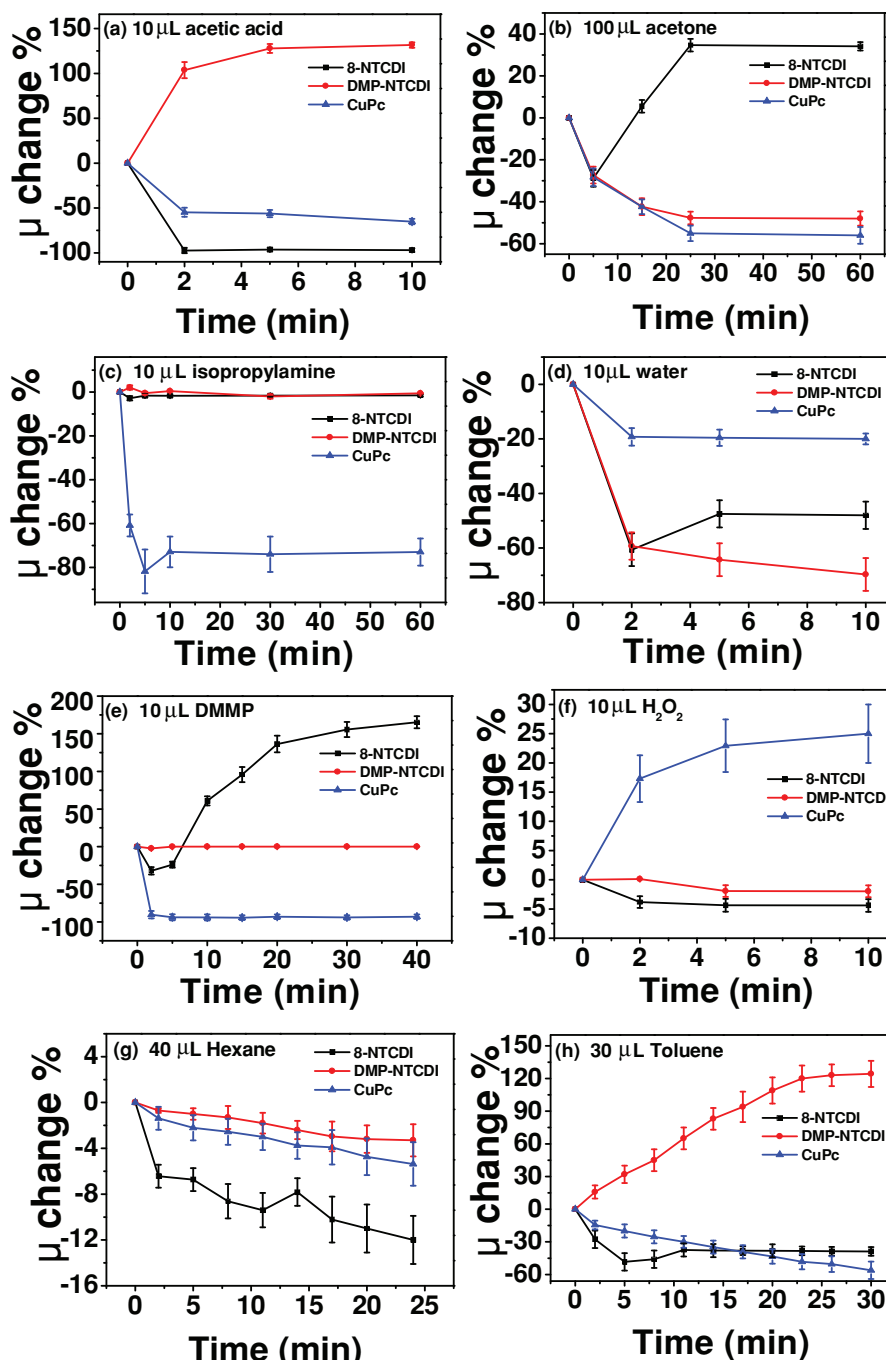 (a) 10 μL acetic acid
μ change %
150
125
100
75
50
25
0
-25
-50
-75
-100
8-NTCDI
DMP-NTCDI
CuPc
0 2 4 6 8 10
Time (min)
(b) 100 μL acetone
μ change %
40
20
0
-20
-40
-60
8-NTCDI
DMP-NTCDI
CuPc
0 10 20 30 40 50 60
Time (min)
(c) 10 μL isopropylamine
μ change %
0
-20
-40
-60
-80
8-NTCDI
DMP-NTCDI
CuPc
0 10 20 30 40 50 60
Time (min)
(d) 10μL water
μ change %
0
-20
-40
-60
-80
8-NTCDI
DMP-NTCDI
CuPc
0 2 4 6 8 10
Time (min)
(e) 10 μL DMMP
μ change %
200
150
100
50
0
-50
-100
8-NTCDI
DMP-NTCDI
CuPc
0 10 20 30 40
Time (min)
(f) 10 μL H₂O₂
μ change %
30
25
20
15
10
5
0
-5
-10
8-NTCDI
DMP-NTCD
CuPc
0 2 4 6 8 10
Time (min)
(g) 40 μL Hexane
μ change %
4
0
-4
-8
-12
-16
8-NTCDI
DMP-NTCDI
CuPc
0 5 10 15 20 25
Time (min)
(h) 30 μL Toluene
μ change %
150
120
90
60
30
0
-30
-60
8-NTCDI
DMP-NTCDI
CuPc
0 5 10 15 20 25 30
Time (min)